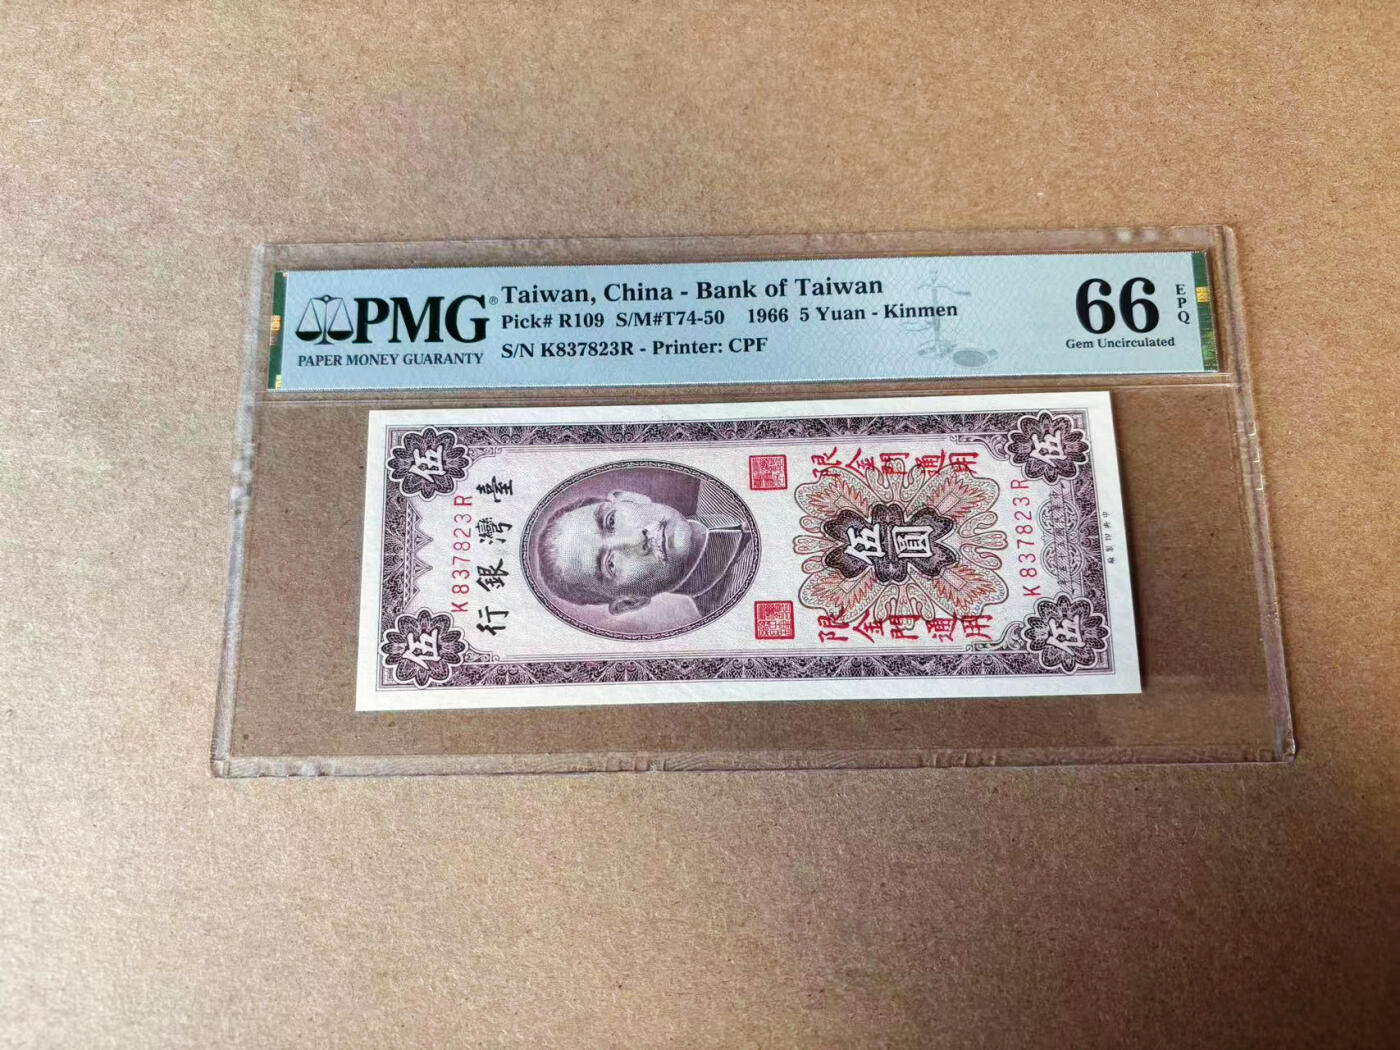 PMG®
PAPER MONEY GUARANTY
Taiwan, China - Bank of Taiwan
Pick# R109 S/M#T74-50 1966 5 Yuan - Kinmen
S/N K837823R - Printer: CPF
66
EPQ
Gem Uncirculated
伍
伍
臺灣銀行
K837823R
限金門通用
伍圓
限金門通用
K837823R
伍
伍